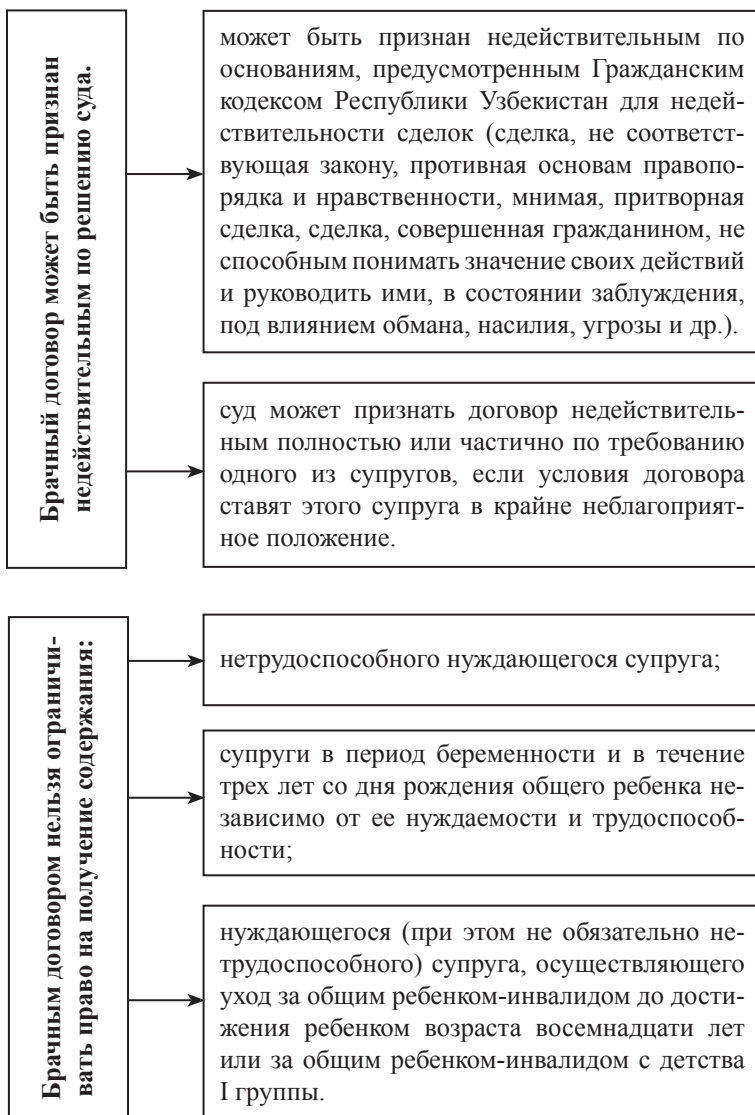 Брачный договор может быть признан
недействительным по решению суда.
может быть признан недействительным по
основаниям, предусмотренным Гражданским
кодексом Республики Узбекистан для недей-
ствительности сделок (сделка, не соответст-
вующая закону, противная основам правопо-
рядка и нравственности, мнимая, притворная
сделка, сделка, совершенная гражданином, не
способным понимать значение своих действий
и руководить ими, в состоянии заблуждения,
под влиянием обмана, насилия, угрозы и др.).
суд может признать договор недействитель-
ным полностью или частично по требованию
одного из супругов, если условия договора
ставят этого супруга в крайне неблагоприят-
ное положение.
Брачным договором нельзя ограничи-
вать право на получение содержания:
нетрудоспособного нуждающегося супруга;
супруги в период беременности и в течение
трех лет со дня рождения общего ребенка не-
зависимо от ее нуждаемости и трудоспособ-
ности;
нуждающегося (при этом не обязательно не-
трудоспособного) супруга, осуществляющего
уход за общим ребенком-инвалидом до дости-
жения ребенком возраста восемнадцати лет
или за общим ребенком-инвалидом с детства
I группы.